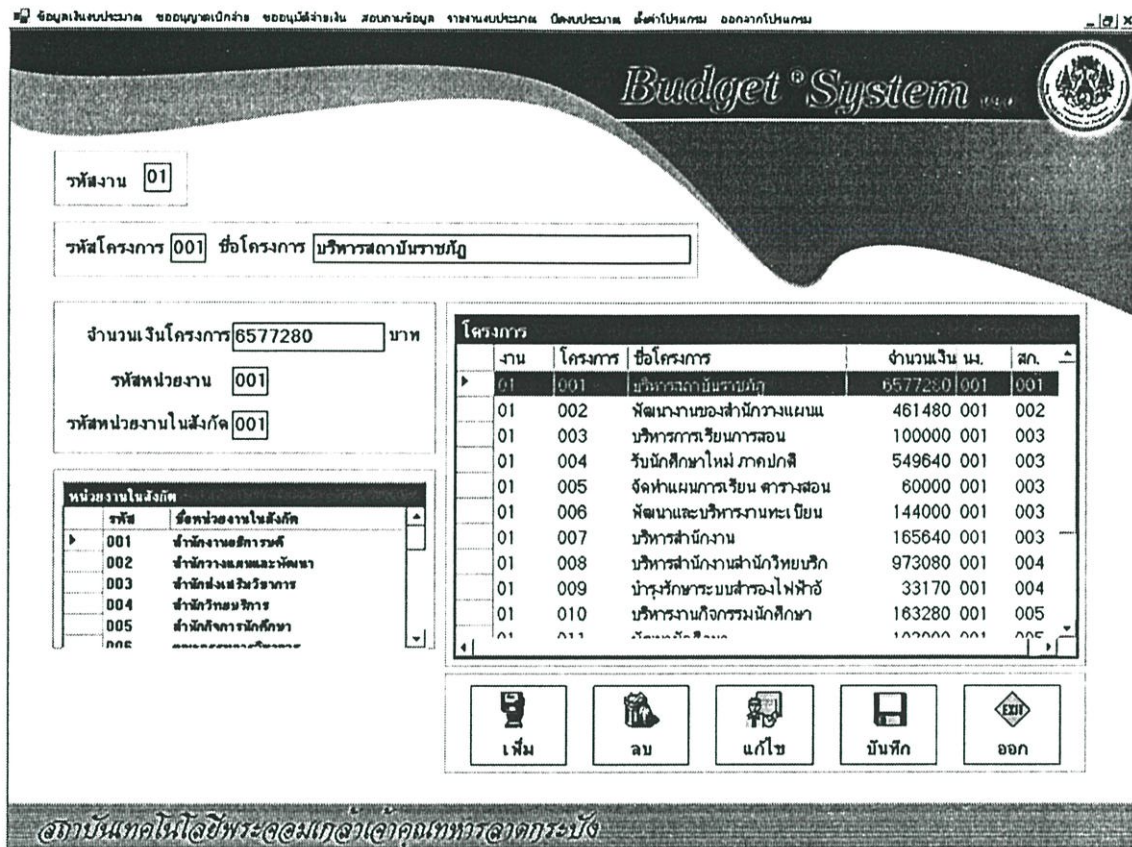 ข้อมูลเงินงบประมาณ ขออนุญาตเบิกจ่าย ขออนุมัติจ่ายเงิน สอบถามข้อมูล รายงานงบประมาณ ปิดงบประมาณ ตั้งค่าโปรแกรม ออกจากโปรแกรม
Budget ® System
รหัสงาน 01
รหัสโครงการ 001 ชื่อโครงการ บริหารสถาบันราชภัฎ
จำนวนเงินโครงการ 6577280 บาท
รหัสหน่วยงาน 001
รหัสหน่วยงานในสังกัด 001
หน่วยงานในสังกัด
รหัส ชื่อหน่วยงานในสังกัด
001 สำนักงานอธิการบดี
002 สำนักวางแผนและพัฒนา
003 สำนักส่งเสริมวิชาการ
004 สำนักวิทยบริการ
005 สำนักกิจการนักศึกษา
006
โครงการ
งาน โครงการ ชื่อโครงการ จำนวนเงิน นง. สก.
01 001 บริหารสถาบันราชภัฎ 6577280 001 001
01 002 พัฒนางานของสำนักวางแผนแ 461480 001 002
01 003 บริหารการเรียนการสอน 100000 001 003
01 004 รับนักศึกษาใหม่ ภาคปกติ 549640 001 003
01 005 จัดทำแผนการเรียน ตารางสอน 60000 001 003
01 006 พัฒนาและบริหารงานทะเบียน 144000 001 003
01 007 บริหารสำนักงาน 165640 001 003
01 008 บริหารสำนักงานสำนักวิทยบริก 973080 001 004
01 009 บำรุงรักษาระบบสำรองไฟฟ้าอั 33170 001 004
01 010 บริหารงานกิจกรรมนักศึกษา 163280 001 005
01 011 พัฒนานักศึกษา 001 005
เพิ่ม ลบ แก้ไข บันทึก EXIT ออก
สถาบันเทคโนโลยีพระจอมเกล้าเจ้าคุณทหารลาดกระบัง